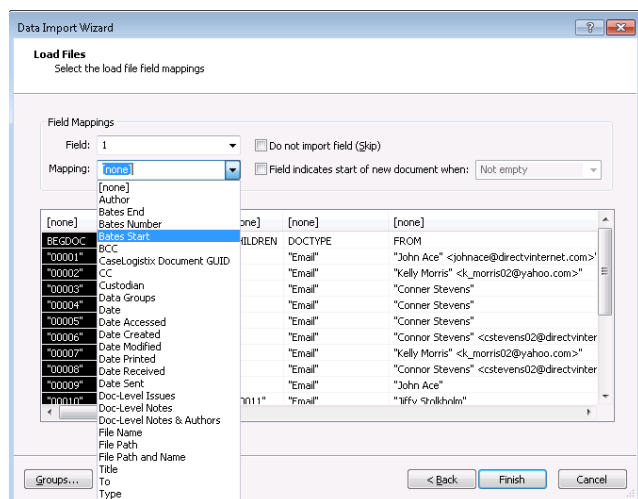 Data Import Wizard
Load Files
Select the load file field mappings
Field Mappings
Field: 1 Do not import field (Skip)
Mapping: [none] Field indicates start of new document when: Not empty
[none]
Author
Bates End
Bates Number
Bates Start
BCC
CaseLogistix Document GUID
CC
Custodian
Data Groups
Date
Date Accessed
Date Created
Date Modified
Date Printed
Date Received
Date Sent
Doc-Level Issues
Doc-Level Notes
Doc-Level Notes & Authors
File Name
File Path
File Path and Name
Title
To
Type
[none] [none] [none]
BEGDOC DOCTYPE FROM
"00001" "Email" "John Ace" <johnace@directvinternet.com>"
"00002" "Email" "Kelly Morris" <k_morris02@yahoo.com>"
"00003" "Email" "Conner Stevens"
"00004" "Email" "Conner Stevens"
"00005" "Email" "Conner Stevens"
"00006" "Email" "Connor Stevens" <cstevens02@directvinter
"00007" "Email" "Kelly Morris" <k_morris02@yahoo.com>"
"00008" "Email" "Connor Stevens" <cstevens02@directvinter
"00009" "Email" "John Ace"
"00010" 0011" "Email" "Jiffy Stolkholm"
Groups... < Back Finish Cancel